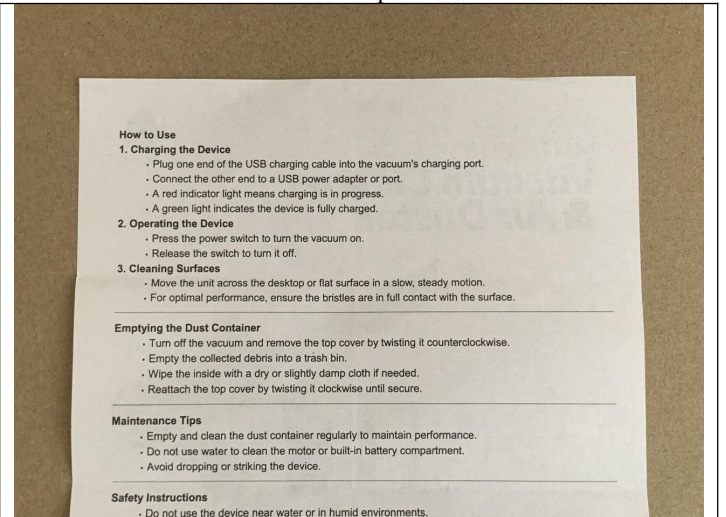 How to Use
1. Charging the Device
· Plug one end of the USB charging cable into the vacuum's charging port.
· Connect the other end to a USB power adapter or port.
· A red indicator light means charging is in progress.
· A green light indicates the device is fully charged.
2. Operating the Device
· Press the power switch to turn the vacuum on.
· Release the switch to turn it off.
3. Cleaning Surfaces
· Move the unit across the desktop or flat surface in a slow, steady motion.
· For optimal performance, ensure the bristles are in full contact with the surface.
Emptying the Dust Container
· Turn off the vacuum and remove the top cover by twisting it counterclockwise.
· Empty the collected debris into a trash bin.
· Wipe the inside with a dry or slightly damp cloth if needed.
· Reattach the top cover by twisting it clockwise until secure.
Maintenance Tips
· Empty and clean the dust container regularly to maintain performance.
· Do not use water to clean the motor or built-in battery compartment.
· Avoid dropping or striking the device.
Safety Instructions
· Do not use the device near water or in humid environments.